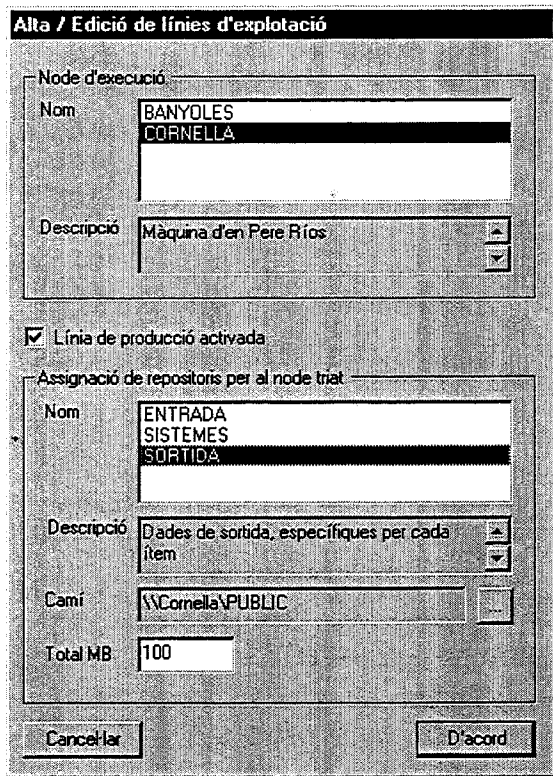 Alta / Edició de línies d'explotació
Node d'execució
Nom
BANYOLES
CORNELLA
Descripció
Màquina d'en Pere Ríos
Línia de producció activada
Assignació de repositoris per al node triat
Nom
ENTRADA
SISTEMES
SORTIDA
Descripció
Dades de sortida, específiques per cada
ítem
Camí
\\Cornella\PUBLIC
...
Total MB
100
Cancel·lar
D'acord